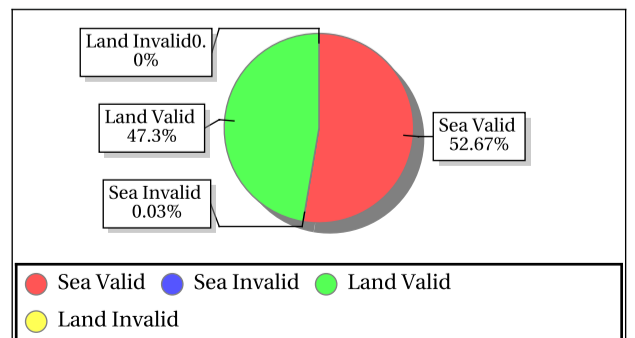 Land Invalid0.
0%
Land Valid
47.3%
Sea Valid
52.67%
Sea Invalid
0.03%
Sea Valid Sea Invalid Land Valid
Land Invalid